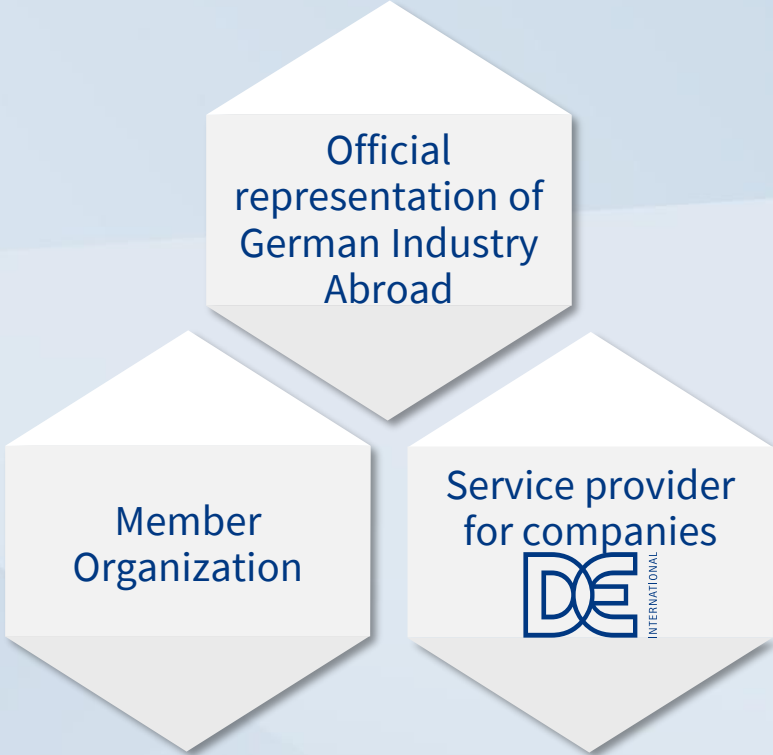 Official
representation of
German Industry
Abroad
Member
Organization
Service provider
for companies
DE
INTERNATIONAL